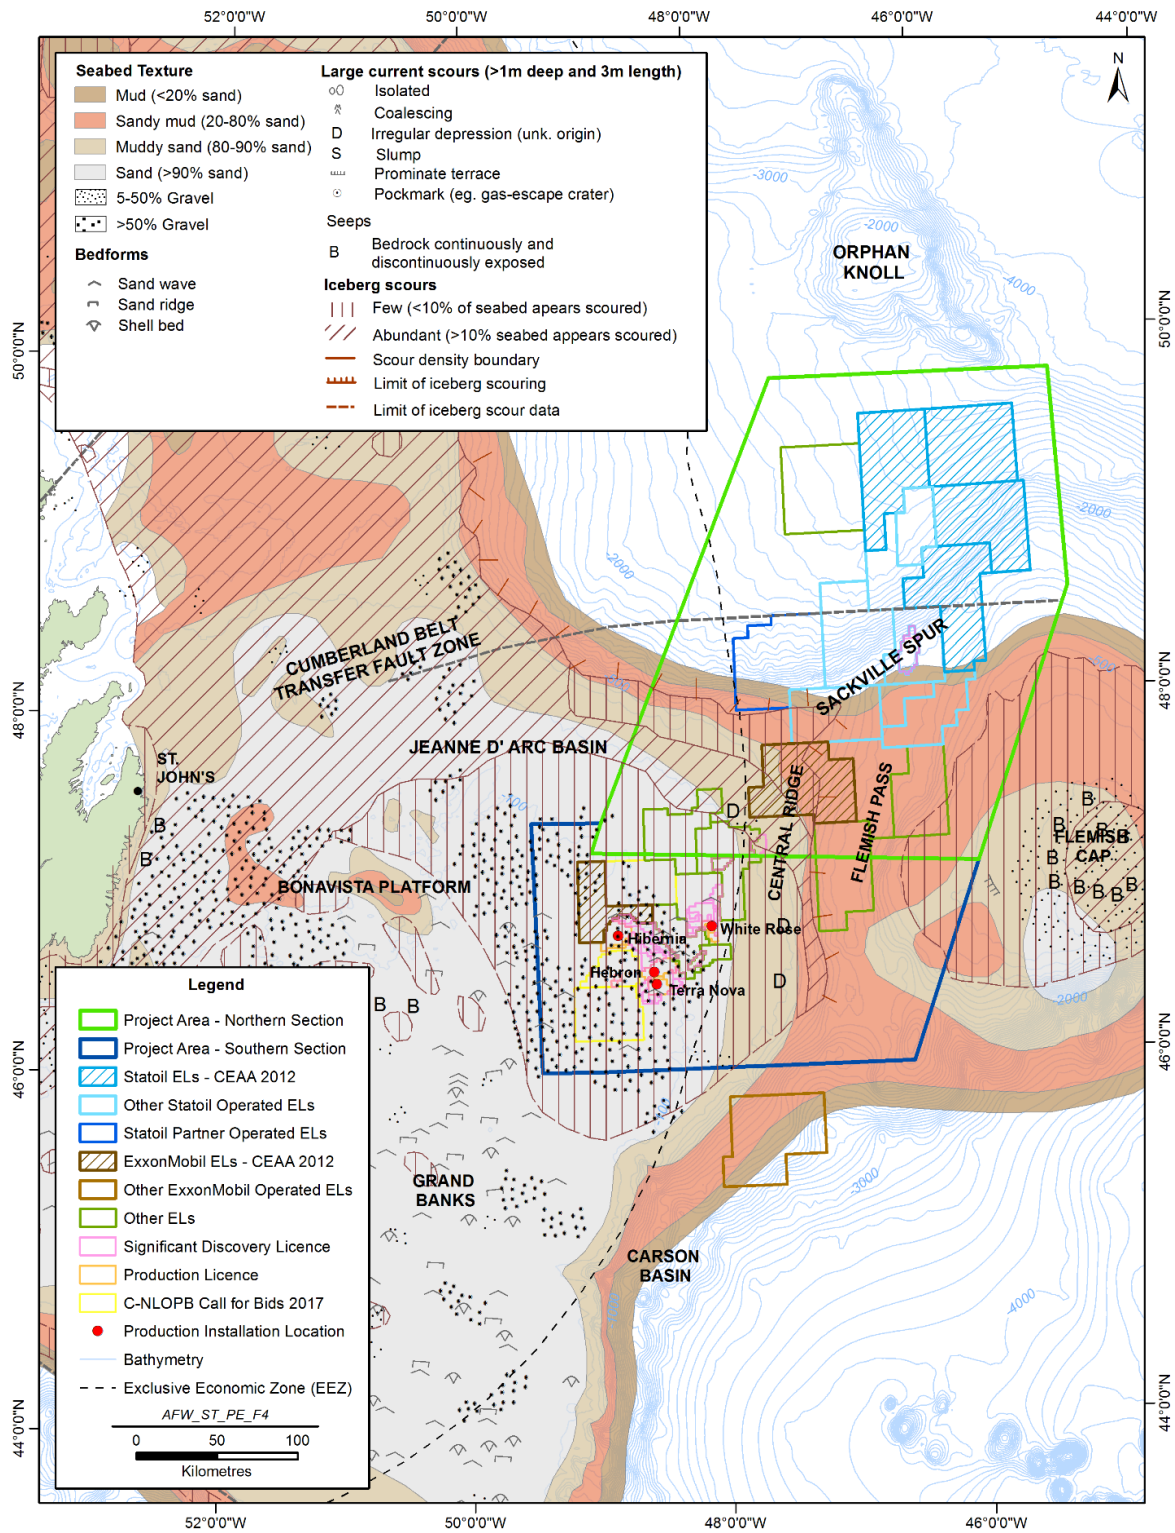 52°0'0"W
50°0'0"W
48°0'0"W
46°0'0"W
44°0'0"W
Seabed Texture
Mud (<20% sand)
Sandy mud (20-80% sand)
Muddy sand (80-90% sand)
Sand (>90% sand)
5-50% Gravel
>50% Gravel
Bedforms
Sand wave
Sand ridge
Shell bed
Large current scours (>1m deep and 3m length)
Isolated
Coalescing
D Irregular depression (unk. origin)
S Slump
Prominate terrace
Pockmark (eg. gas-escape crater)
Seeps
B Bedrock continuously and
discontinuously exposed
Iceberg scours
Few (<10% of seabed apears scoured)
Abundant (>10% seabed appears scoured)
Scour density boundary
Limit of iceberg scouring
Limit of iceberg scour data
N
-3000
-2000
ORPHAN
KNOLL
-4000
50°0'0"N
50°0'0"N
-2000
-2000
CUMBERLAND BELT
TRANSFER FAULT ZONE
SACKVILLE SPUR
-500
48°0'0"N
48°0'0"N
JEANNE D' ARC BASIN
ST.
JOHN'S
D
CENTRAL RIDGE
FLEMISH PASS
B
B
B
B
B
FLEMISH
CAP
B
B
B
B
B
B
B
B
BONAVISTA PLATFORM
D
White Rose
Hibernia
Hebron
Terra Nova
D
B
B
-2000
46°0'0"N
46°0'0"N
GRAND
BANKS
-3000
CARSON
BASIN
-4000
44°0'0"N
44°0'0"N
Legend
Project Area - Northern Section
Project Area - Southern Section
Statoil ELs - CEAA 2012
Other Statoil Operated ELs
Statoil Partner Operated ELs
ExxonMobil ELs - CEAA 2012
Other ExxonMobil Operated ELs
Other ELs
Significant Discovery Licence
Production Licence
C-NLOPB Call for Bids 2017
Production Installation Location
Bathymetry
Exclusive Economic Zone (EEZ)
AFW_ST_PE_F4
0 50 100
Kilometres
52°0'0"W
50°0'0"W
48°0'0"W
46°0'0"W